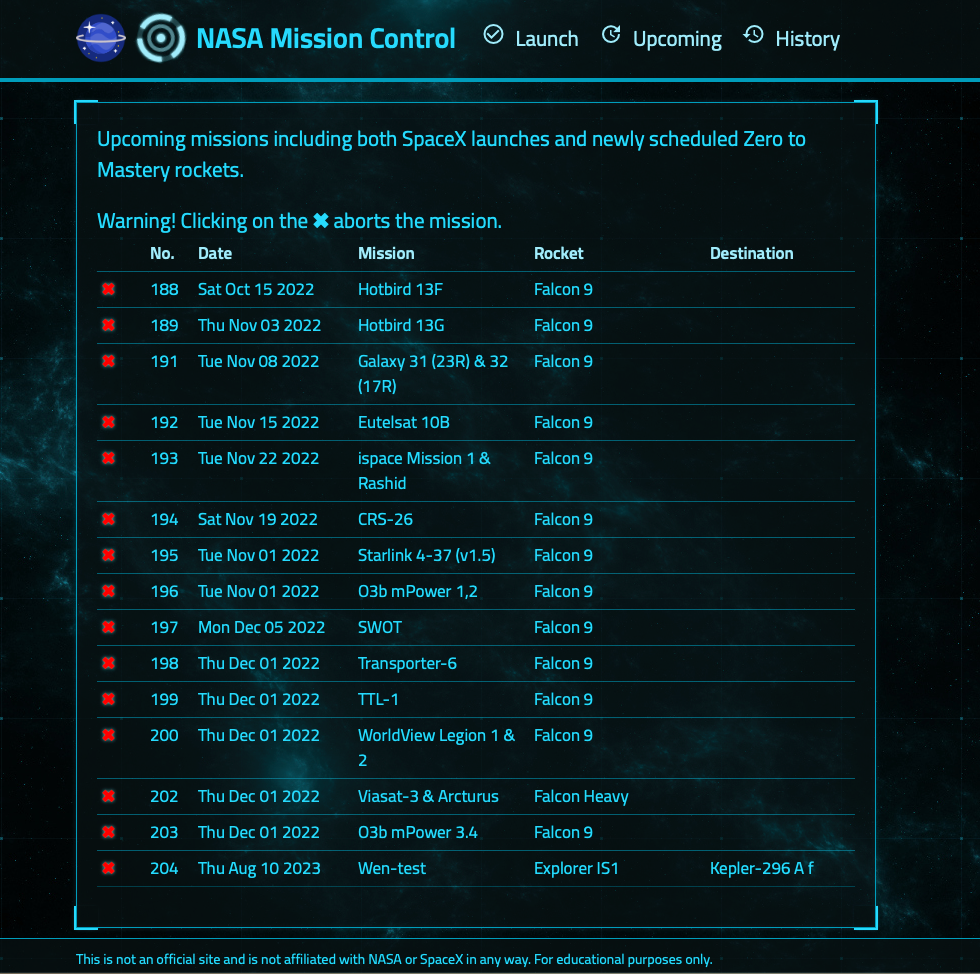 NASA Mission Control Launch Upcoming History
Upcoming missions including both SpaceX launches and newly scheduled Zero to
Mastery rockets.
Warning! Clicking on the ✖ aborts the mission.
No. Date Mission Rocket Destination
✖ 188 Sat Oct 15 2022 Hotbird 13F Falcon 9
✖ 189 Thu Nov 03 2022 Hotbird 13G Falcon 9
✖ 191 Tue Nov 08 2022 Galaxy 31 (23R) & 32 Falcon 9
(17R)
✖ 192 Tue Nov 15 2022 Eutelsat 10B Falcon 9
✖ 193 Tue Nov 22 2022 ispace Mission 1 & Falcon 9
Rashid
✖ 194 Sat Nov 19 2022 CRS-26 Falcon 9
✖ 195 Tue Nov 01 2022 Starlink 4-37 (v1.5) Falcon 9
✖ 196 Tue Nov 01 2022 O3b mPower 1,2 Falcon 9
✖ 197 Mon Dec 05 2022 SWOT Falcon 9
✖ 198 Thu Dec 01 2022 Transporter-6 Falcon 9
✖ 199 Thu Dec 01 2022 TTL-1 Falcon 9
✖ 200 Thu Dec 01 2022 WorldView Legion 1 & Falcon 9
2
✖ 202 Thu Dec 01 2022 Viasat-3 & Arcturus Falcon Heavy
✖ 203 Thu Dec 01 2022 O3b mPower 3.4 Falcon 9
✖ 204 Thu Aug 10 2023 Wen-test Explorer IS1 Kepler-296 A f
This is not an official site and is not affiliated with NASA or SpaceX in any way. For educational purposes only.